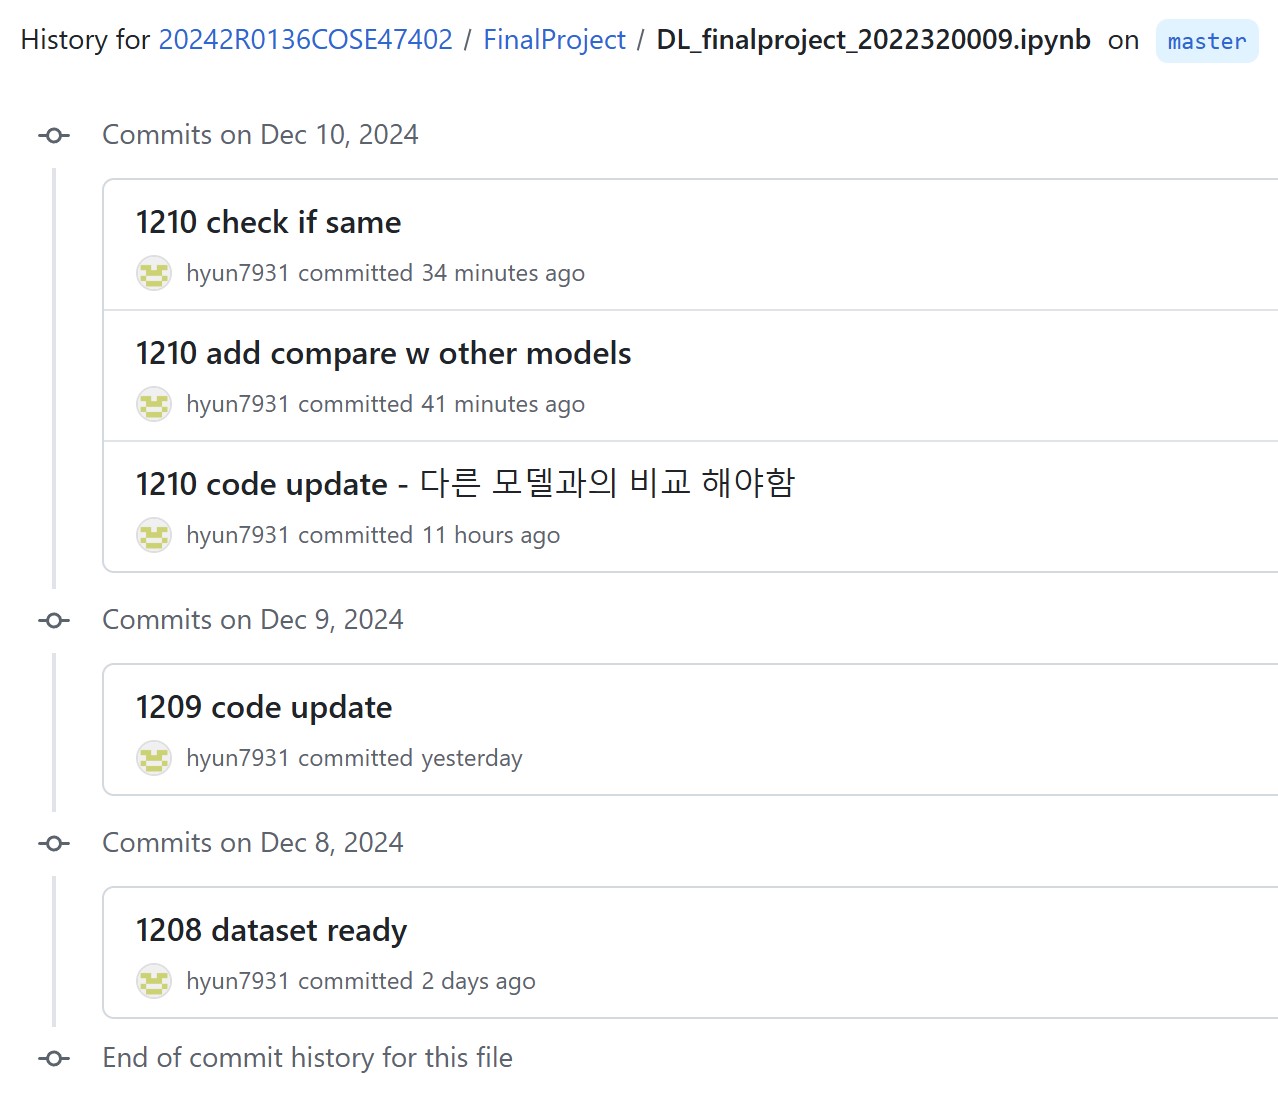 History for 20242R0136COSE47402 / FinalProject / DL_finalproject_2022320009.ipynb on master
Commits on Dec 10, 2024
1210 check if same
hyun7931 committed 34 minutes ago
1210 add compare w other models
hyun7931 committed 41 minutes ago
1210 code update - 다른 모델과의 비교 해야함
hyun7931 committed 11 hours ago
Commits on Dec 9, 2024
1209 code update
hyun7931 committed yesterday
Commits on Dec 8, 2024
1208 dataset ready
hyun7931 committed 2 days ago
End of commit history for this file